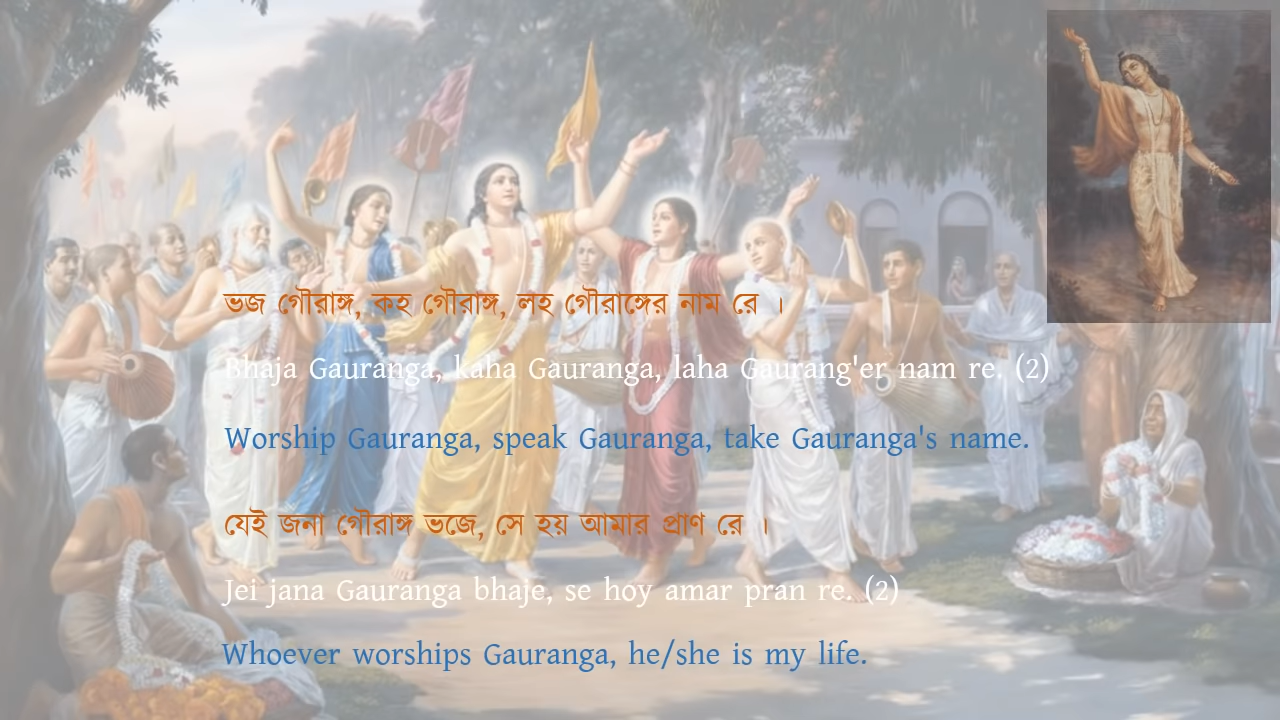 ভজ গৌরাঙ্গ, কহ গৌরাঙ্গ, লহ গৌরাঙ্গের নাম রে ।
Bhaja Gauranga, kaha Gauranga, laha Gaurang'er nam re. (2)
Worship Gauranga, speak Gauranga, take Gauranga's name.
যেই জনা গৌরাঙ্গ ভজে, সে হয় আমার প্রাণ রে ।
Jei jana Gauranga bhaje, se hoy amar pran re. (2)
Whoever worships Gauranga, he/she is my life.